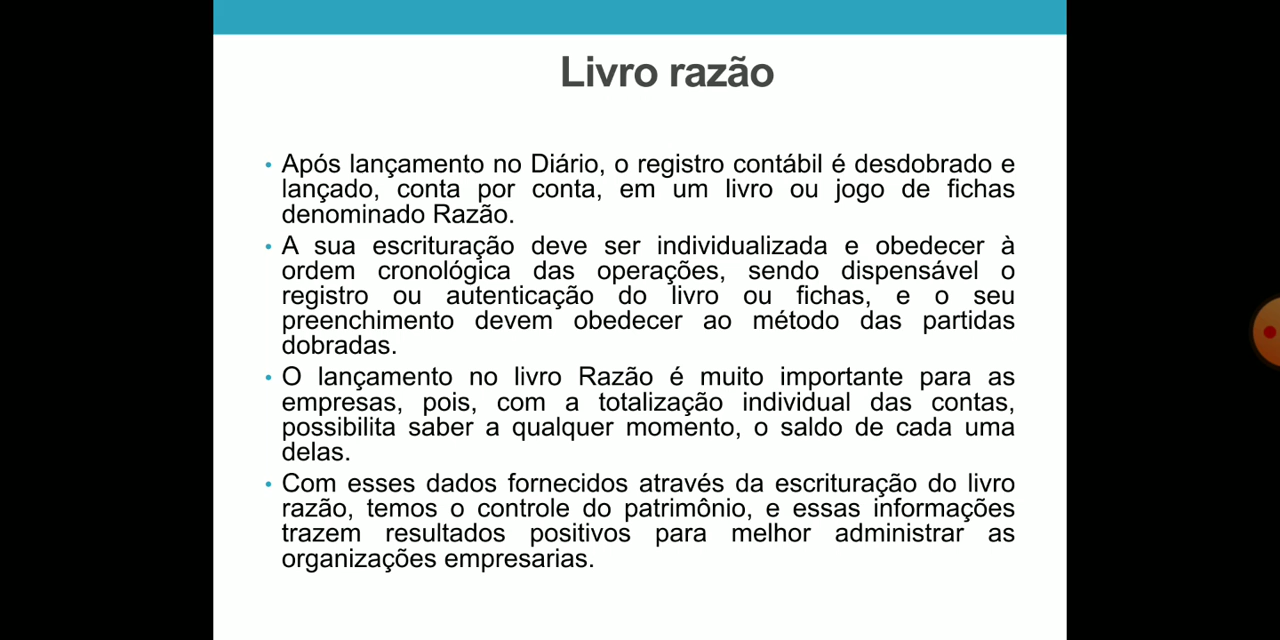 Livro razão
• Após lançamento no Diário, o registro contábil é desdobrado e
lançado, conta por conta, em um livro ou jogo de fichas
denominado Razão.
• A sua escrituração deve ser individualizada e obedecer à
ordem cronológica das operações, sendo dispensável o
registro ou autenticação do livro ou fichas, e o seu
preenchimento devem obedecer ao método das partidas
dobradas.
• O lançamento no livro Razão é muito importante para as
empresas, pois, com a totalização individual das contas,
possibilita saber a qualquer momento, o saldo de cada uma
delas.
• Com esses dados fornecidos através da escrituração do livro
razão, temos o controle do patrimônio, e essas informações
trazem resultados positivos para melhor administrar as
organizações empresarias.